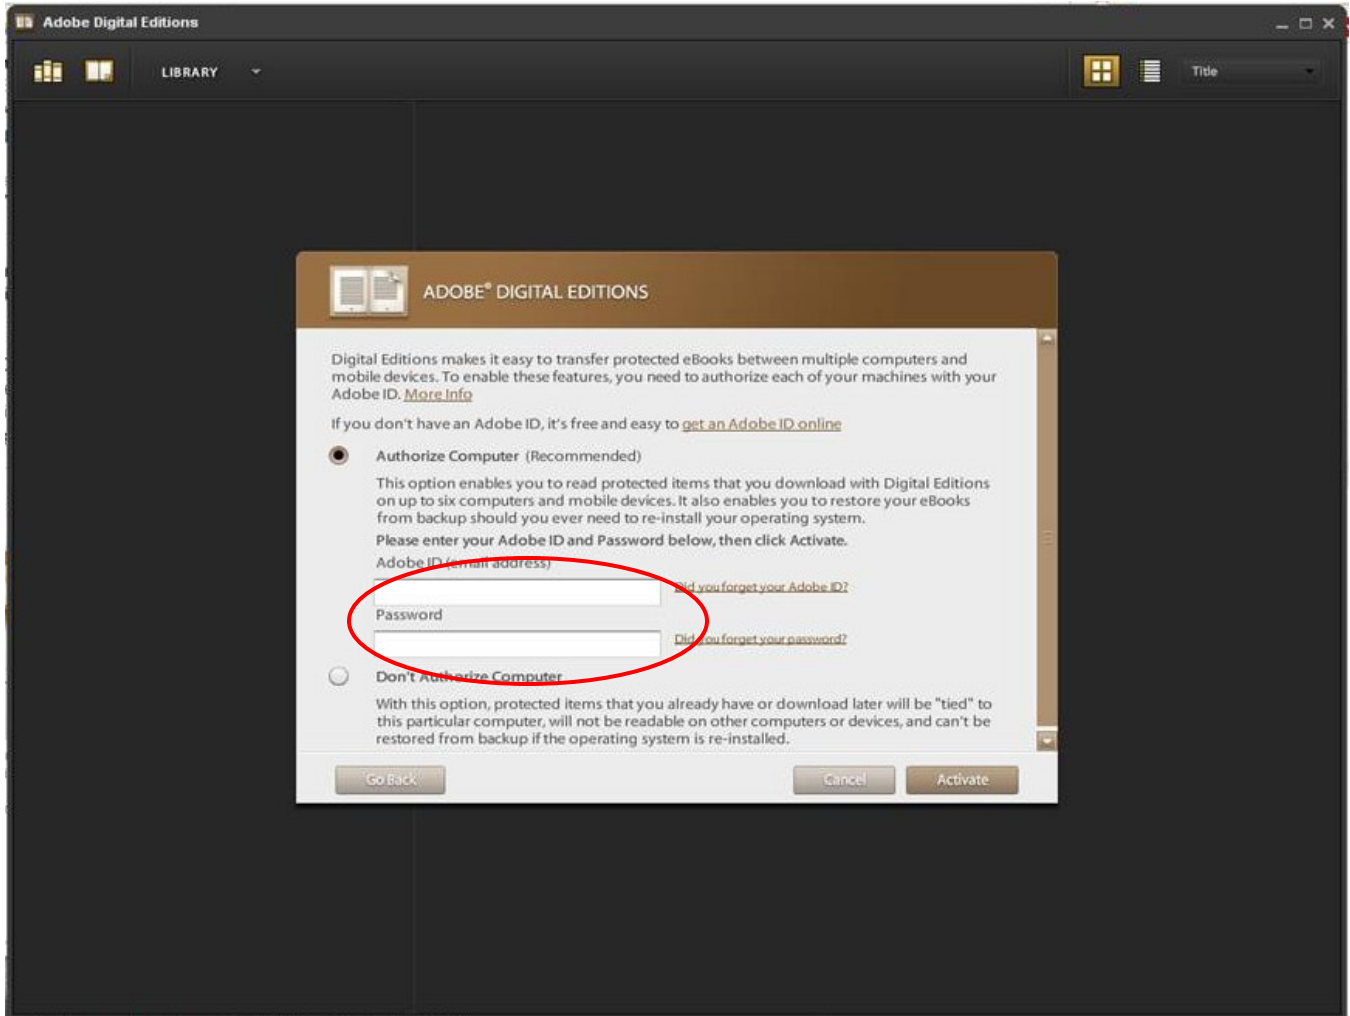 Adobe Digital Editions
LIBRARY
Title
ADOBE® DIGITAL EDITIONS
Digital Editions makes it easy to transfer protected eBooks between multiple computers and
mobile devices. To enable these features, you need to authorize each of your machines with your
Adobe ID. More Info
If you don't have an Adobe ID, it's free and easy to get an Adobe ID online
Authorize Computer (Recommended)
This option enables you to read protected items that you download with Digital Editions
on up to six computers and mobile devices. It also enables you to restore your eBooks
from backup should you ever need to re-install your operating system.
Please enter your Adobe ID and Password below, then click Activate.
Adobe ID (email address)
Did you forget your Adobe ID?
Password
Did you forget your password?
Don't Authorize Computer
With this option, protected items that you already have or download later will be "tied" to
this particular computer, will not be readable on other computers or devices, and can't be
restored from backup if the operating system is re-installed.
Go Back
Cancel
Activate